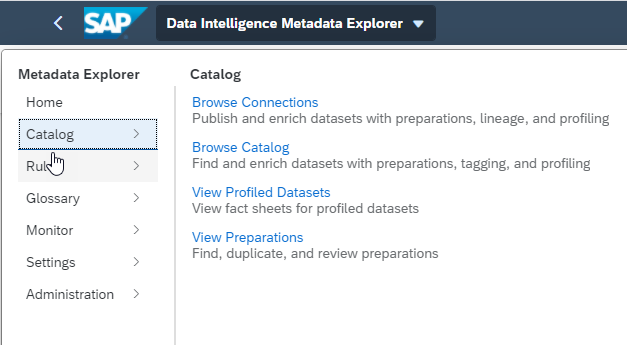 SAP Data Intelligence Metadata Explorer
Metadata Explorer
Home
Catalog
Glossary
Monitor
Settings
Administration
Catalog
Browse Connections
Publish and enrich datasets with preparations, lineage, and profiling
Browse Catalog
Find and enrich datasets with preparations, tagging, and profiling
View Profiled Datasets
View fact sheets for profiled datasets
View Preparations
Find, duplicate, and review preparations